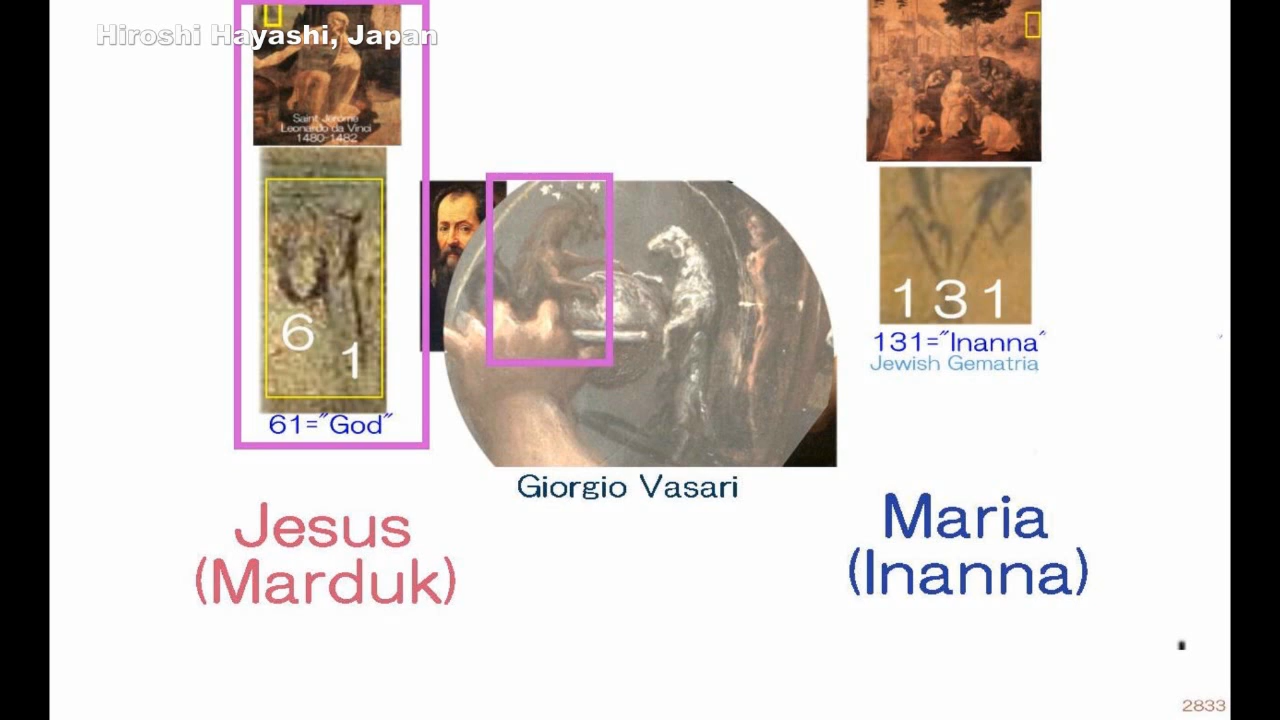 Hiroshi Hayashi, Japan
Saint Jerome
Leonardo da Vinci
1480-1482
6
1
61="God"
Jesus
(Marduk)
Giorgio Vasari
131
131="Inanna"
Jewish Gematria
Maria
(Inanna)
2833